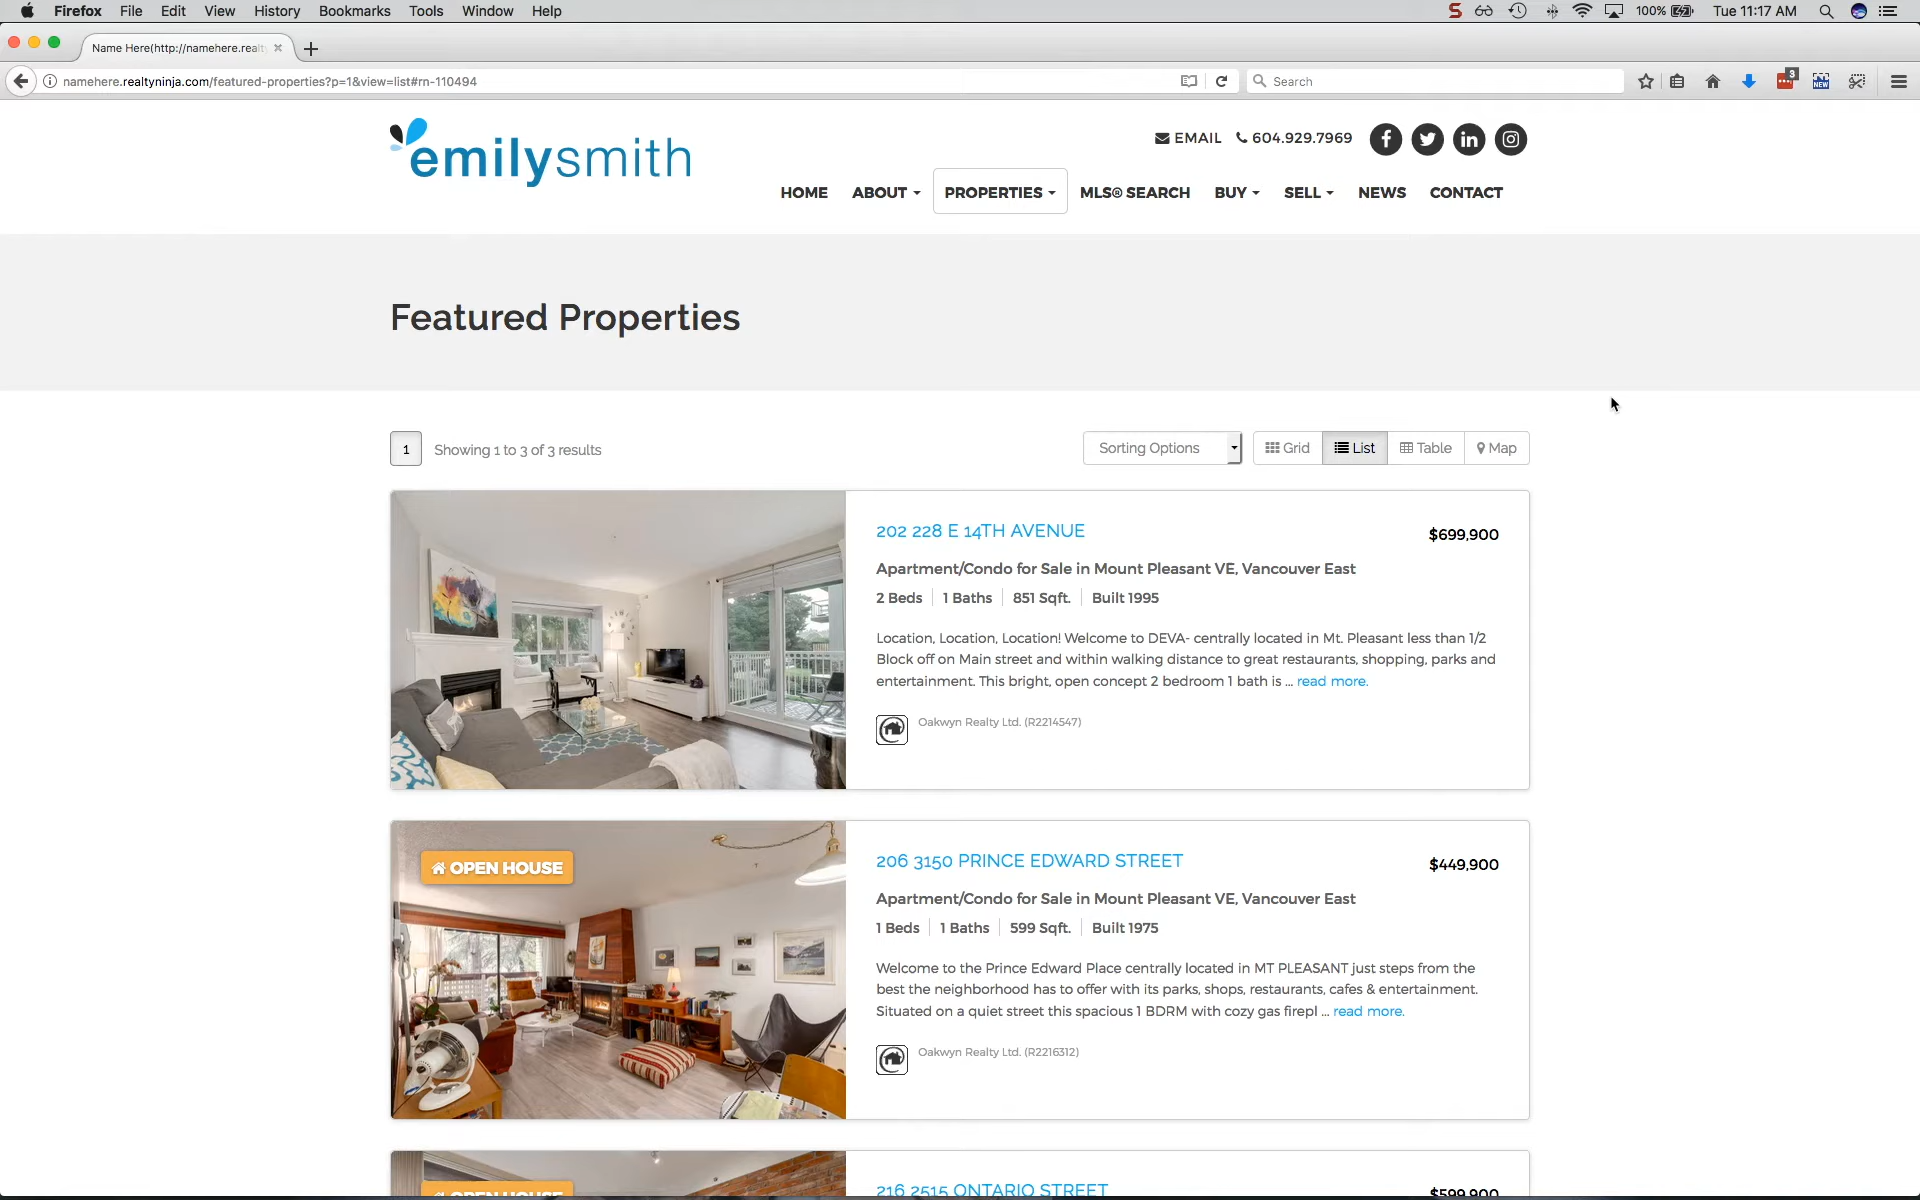 Firefox File Edit View History Bookmarks Tools Window Help
100% Tue 11:17 AM
Name Here(http://namehere.realty
namehere.realtyninja.com/featured-properties?p=1&view=list#rn-110494
Search
3
NEW
emilysmith
EMAIL 604.929.7969
HOME ABOUT PROPERTIES MLS® SEARCH BUY SELL NEWS CONTACT
Featured Properties
1 Showing 1 to 3 of 3 results
Sorting Options Grid List Table Map
202 228 E 14TH AVENUE
$699,900
Apartment/Condo for Sale in Mount Pleasant VE, Vancouver East
2 Beds 1 Baths 851 Sqft. Built 1995
Location, Location, Location! Welcome to DEVA- centrally located in Mt. Pleasant less than 1/2
Block off on Main street and within walking distance to great restaurants, shopping, parks and
entertainment. This bright, open concept 2 bedroom 1 bath is ... read more.
Oakwyn Realty Ltd. (R2214547)
OPEN HOUSE
206 3150 PRINCE EDWARD STREET
$449,900
Apartment/Condo for Sale in Mount Pleasant VE, Vancouver East
1 Beds 1 Baths 599 Sqft. Built 1975
Welcome to the Prince Edward Place centrally located in MT PLEASANT just steps from the
best the neighborhood has to offer with its parks, shops, restaurants, cafes & entertainment.
Situated on a quiet street this spacious 1 BDRM with cozy gas firepl ... read more.
Oakwyn Realty Ltd. (R2216312)
OPEN HOUSE
216 2515 ONTARIO STREET
$599,900